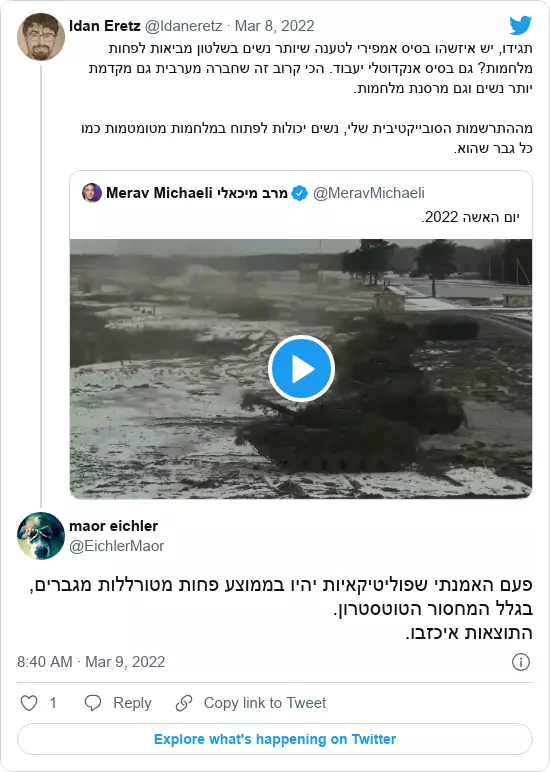 Idan Eretz @Idaneretz · Mar 8, 2022
תגידו, יש איזשהו בסיס אמפירי לטענה שיותר נשים בשלטון מביאות לפחות
מלחמות? גם בסיס אנקדוטלי יעבוד. הכי קרוב זה שחברה מערבית גם מקדמת
יותר נשים וגם מרסנת מלחמות.
מההתרשמות הסובייקטיבית שלי, נשים יכולות לפתוח במלחמות מטומטמות כמו
כל גבר שהוא.
Merav Michaeli מרב מיכאלי @MeravMichaeli
יום האשה 2022.
maor eichler
@EichlerMaor
פעם האמנתי שפוליטיקאיות יהיו בממוצע פחות מטורללות מגברים,
בגלל המחסור הטוטסטרון.
התוצאות איכזבו.
8:40 AM · Mar 9, 2022
1 Reply Copy link to Tweet
Explore what's happening on Twitter